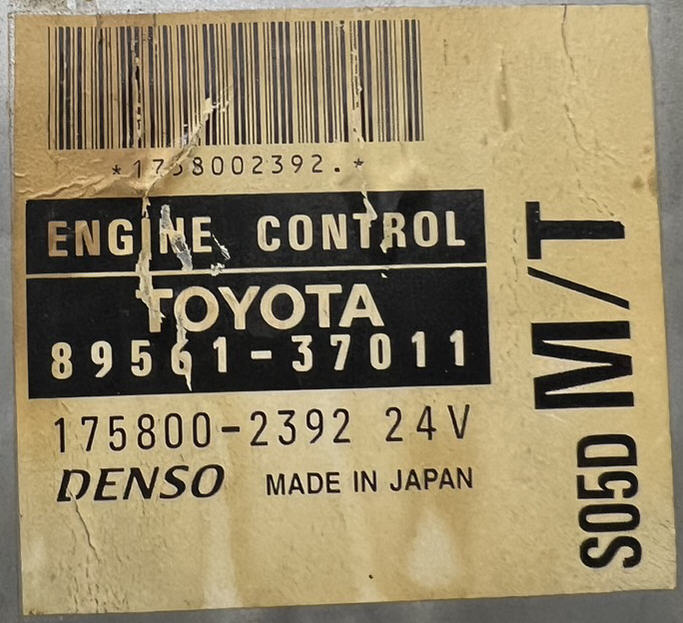 *1758002392.*
ENGINE CONTROL
TOYOTA
89561-37011
175800-2392 24V
DENSO MADE IN JAPAN
S05D M/T